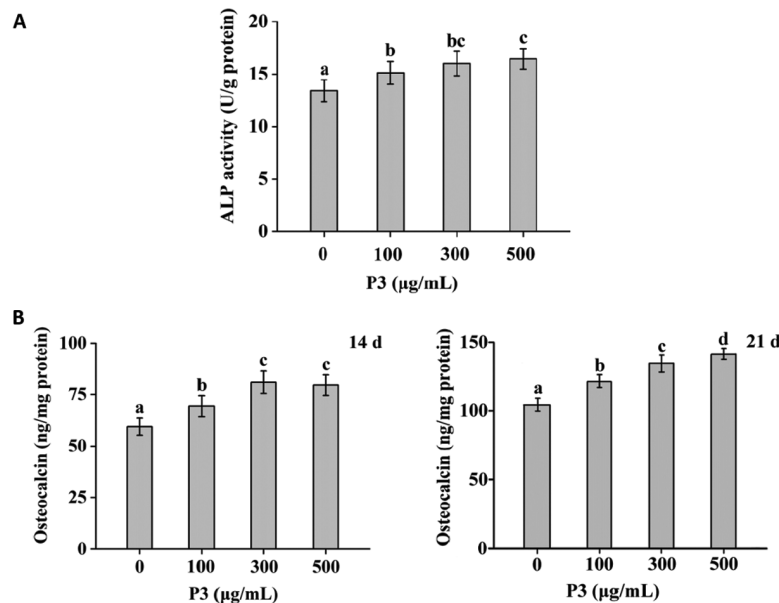 A
ALP activity (U/g protein)
20
15
10
5
0
a
b
bc
c
0 100 300 500
P3 (μg/mL)
B
Osteocalcin (ng/mg protein)
100
75
50
25
0
14 d
a
b
c
c
0 100 300 500
P3 (μg/mL)
Osteocalcin (ng/mg protein)
150
100
50
0
21 d
a
b
c
d
0 100 300 500
P3 (μg/mL)